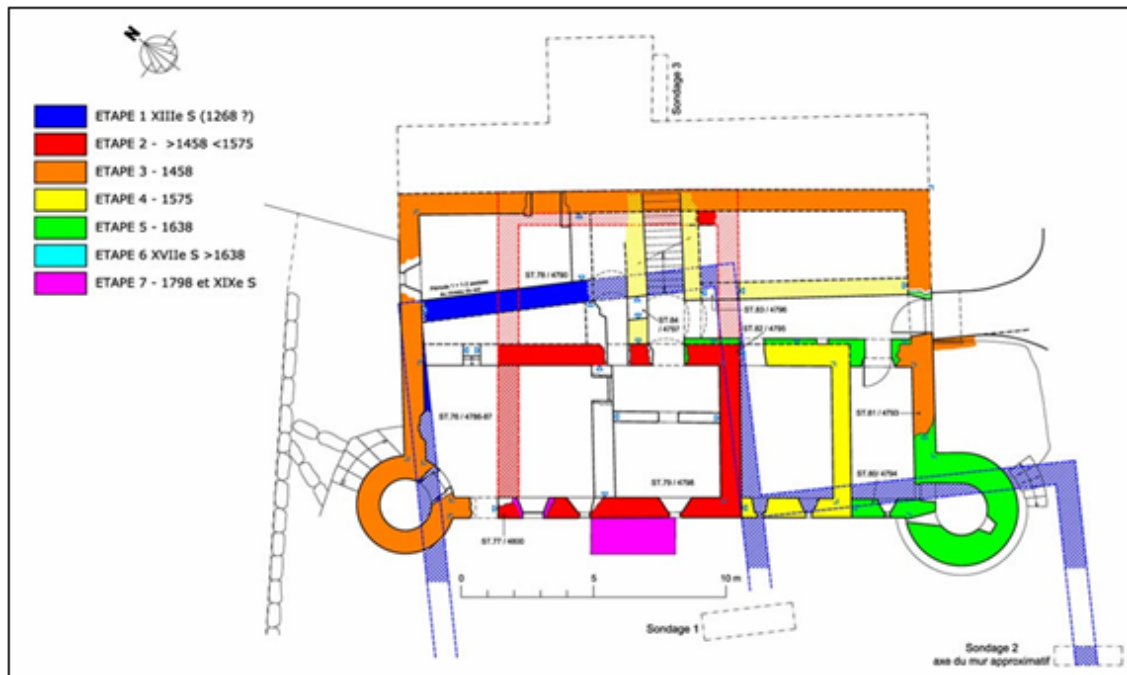 N
Sondage 3
ETAPE 1 XIIIe S (1268 ?)
ETAPE 2 - >1458 <1575
ETAPE 3 - 1458
ETAPE 4 - 1575
ETAPE 5 - 1638
ETAPE 6 XVIIe S >1638
ETAPE 7 - 1798 et XIXe S
ST.78 / 4790
ST.84
/ 4797
ST.83 / 4796
ST.82 / 4795
ST.76 / 4786-87
ST.81 / 4793
ST.79 / 4798
ST.80/ 4794
ST.77 / 4800
0 5 10 m
Sondage 1
Sondage 2
axe du mur approximatif